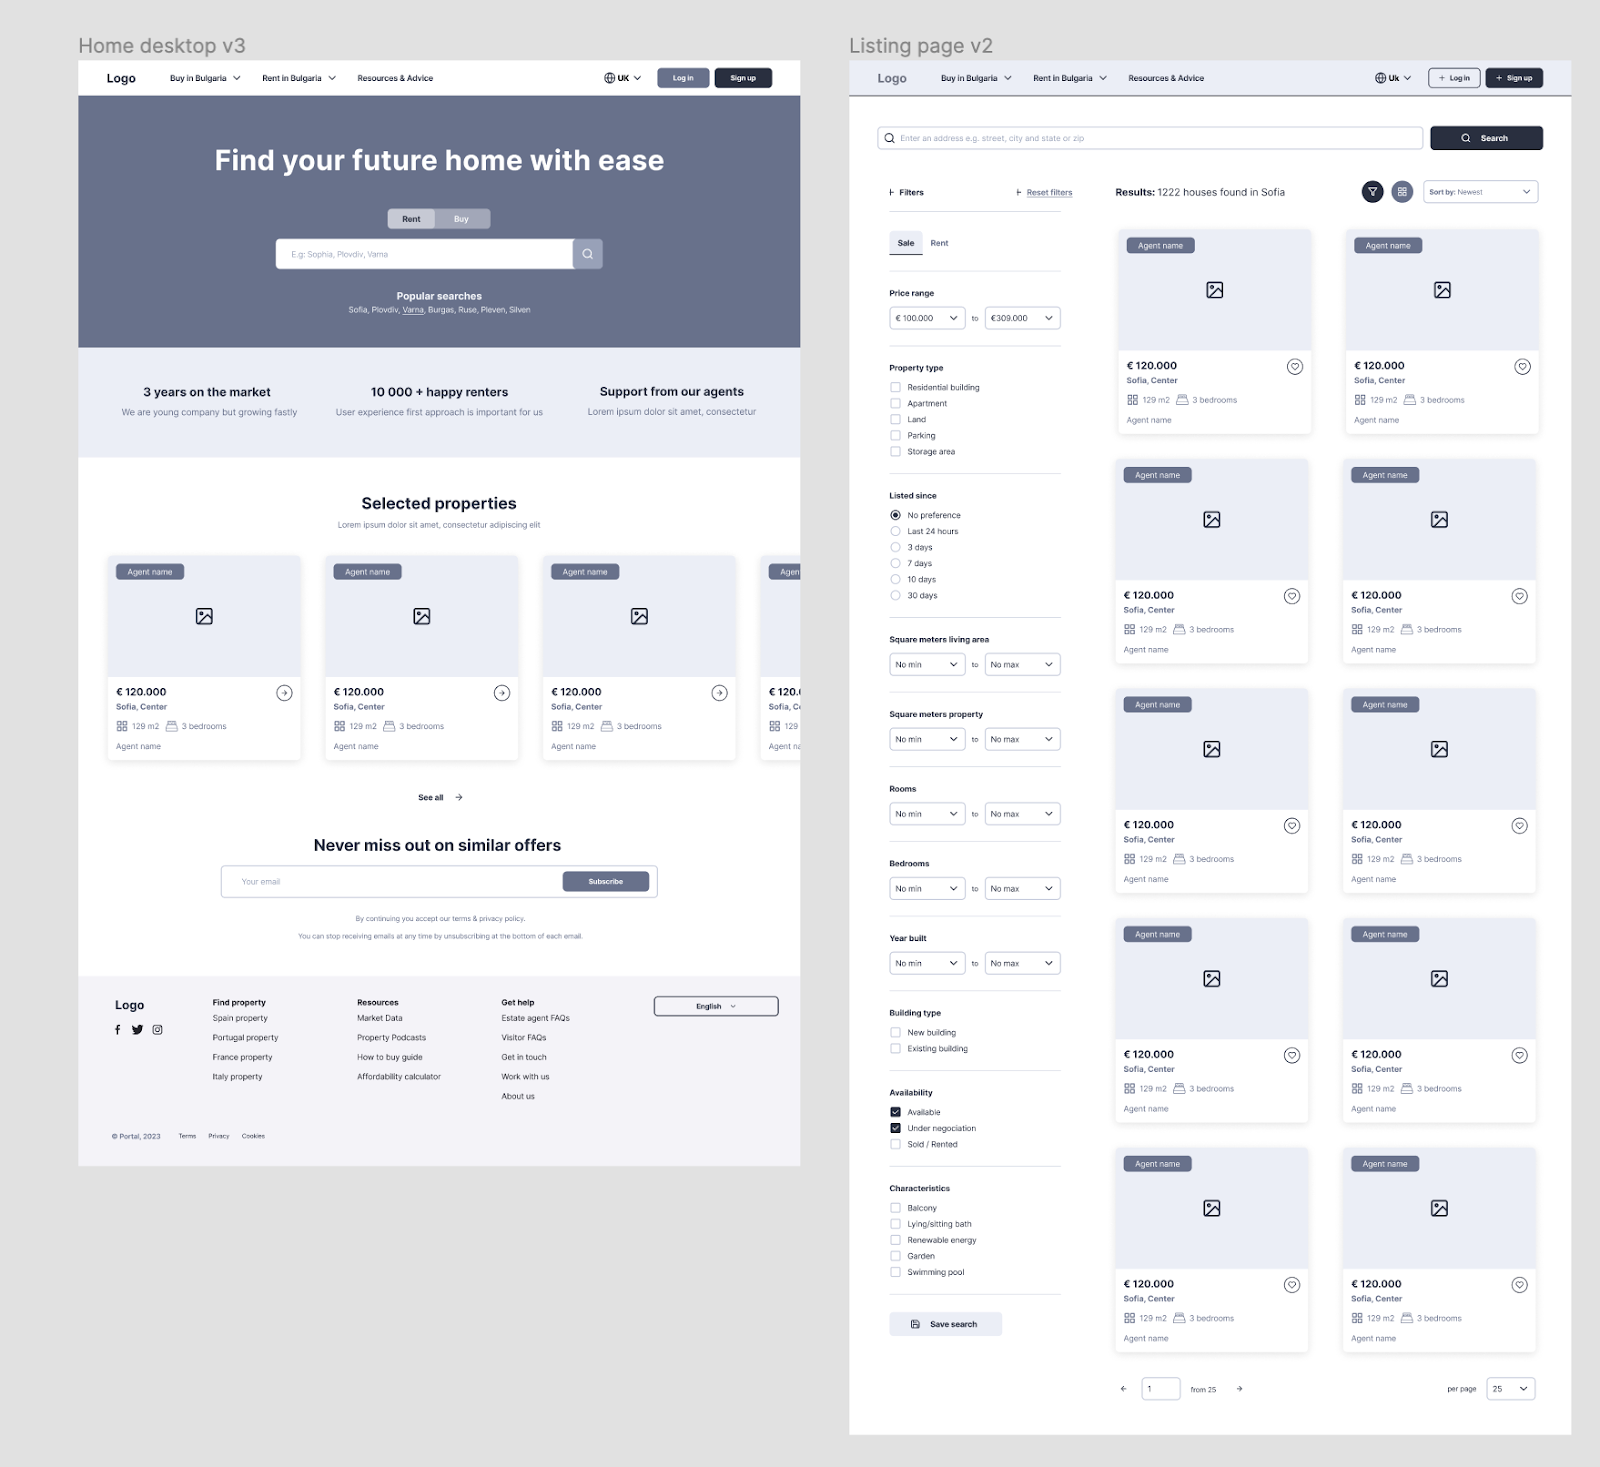 Home desktop v3
Logo
Buy in Bulgaria
Rent in Bulgaria
Resources & Advice
UK
Log in
Sign up
Find your future home with ease
Rent
Buy
E.g: Sophia, Plovdiv, Varna
Popular searches
Sofia, Plovdiv, Varna, Burgas, Ruse, Pleven, Silven
3 years on the market
We are young company but growing fastly
10 000 + happy renters
User experience first approach is important for us
Support from our agents
Lorem ipsum dolor sit amet, consectetur
Selected properties
Lorem ipsum dolor sit amet, consectetur adipiscing elit
Agent name
€ 120.000
Sofia, Center
129 m2 3 bedrooms
Agent name
Agent name
€ 120.000
Sofia, Center
129 m2 3 bedrooms
Agent name
Agent name
€ 120.000
Sofia, Center
129 m2 3 bedrooms
Agent name
Agen
€ 120.
Sofia, C
129
Agent n
See all
Never miss out on similar offers
Your email
Subscribe
By continuing you accept our terms & privacy policy.
You can stop receiving emails at any time by unsubscribing at the bottom of each email.
Logo
Find property
Spain property
Portugal property
France property
Italy property
Resources
Market Data
Property Podcasts
How to buy guide
Affordability calculator
Get help
Estate agent FAQs
Visitor FAQs
Get in touch
Work with us
About us
English
© Portal, 2023
Terms
Privacy
Cookies
Listing page v2
Logo
Buy in Bulgaria
Rent in Bulgaria
Resources & Advice
Uk
+ Log in
+ Sign up
Enter an address e.g. street, city and state or zip
Search
+ Filters
+ Reset filters
Sale
Rent
Price range
€ 100.000 to €309.000
Property type
Residential building
Apartment
Land
Parking
Storage area
Listed since
No preference
Last 24 hours
3 days
7 days
10 days
30 days
Square meters living area
No min to No max
Square meters property
No min to No max
Rooms
No min to No max
Bedrooms
No min to No max
Year built
No min to No max
Building type
New building
Existing building
Availability
Available
Under negociation
Sold / Rented
Characteristics
Balcony
Lying/sitting bath
Renewable energy
Garden
Swimming pool
Save search
Results: 1222 houses found in Sofia
Sort by: Newest
Agent name
€ 120.000
Sofia, Center
129 m2 3 bedrooms
Agent name
Agent name
€ 120.000
Sofia, Center
129 m2 3 bedrooms
Agent name
Agent name
€ 120.000
Sofia, Center
129 m2 3 bedrooms
Agent name
Agent name
€ 120.000
Sofia, Center
129 m2 3 bedrooms
Agent name
Agent name
€ 120.000
Sofia, Center
129 m2 3 bedrooms
Agent name
Agent name
€ 120.000
Sofia, Center
129 m2 3 bedrooms
Agent name
Agent name
€ 120.000
Sofia, Center
129 m2 3 bedrooms
Agent name
Agent name
€ 120.000
Sofia, Center
129 m2 3 bedrooms
Agent name
Agent name
€ 120.000
Sofia, Center
129 m2 3 bedrooms
Agent name
Agent name
€ 120.000
Sofia, Center
129 m2 3 bedrooms
Agent name
1 from 25
per page 25